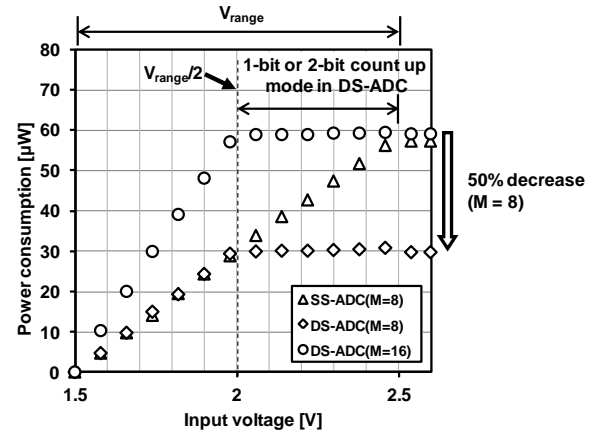 Vrange
Vrange/2
1-bit or 2-bit count up
mode in DS-ADC
80
70
60
50
40
30
20
10
0
Power consumption [μW]
50% decrease
(M = 8)
SS-ADC(M=8)
DS-ADC(M=8)
DS-ADC(M=16)
1.5
2
2.5
Input voltage [V]